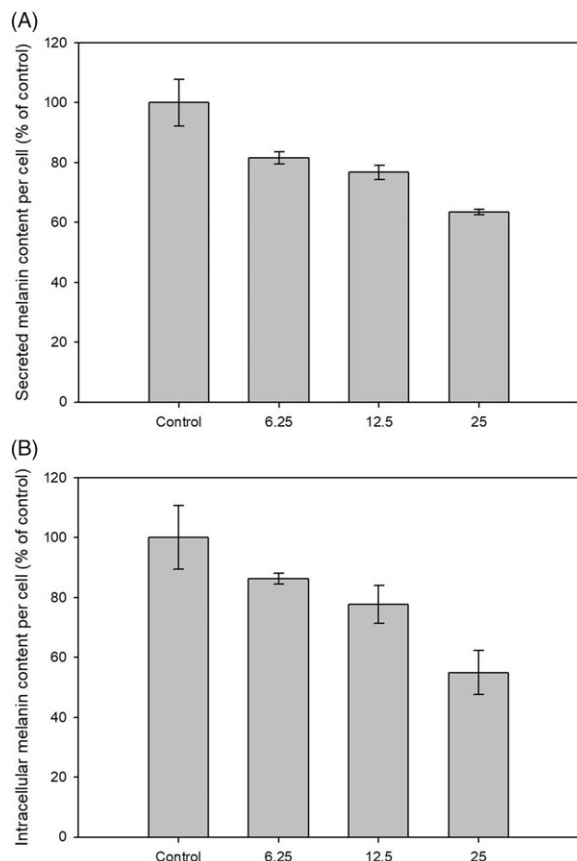 (A)
Secreted melanin content per cell (% of control)
120
100
80
60
40
20
0
Control 6.25 12.5 25
(B)
Intracellular melanin content per cell (% of control)
120
100
80
60
40
20
0
Control 6.25 12.5 25